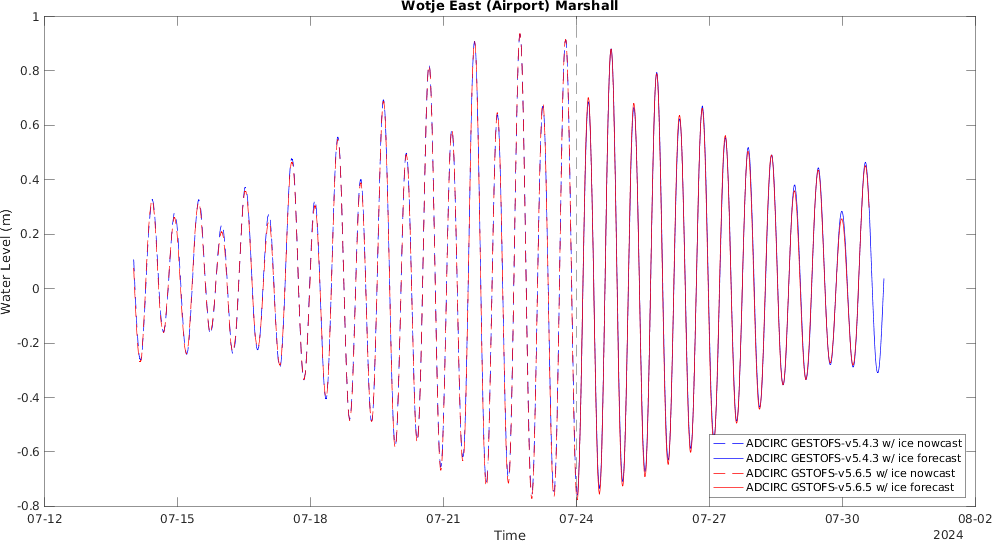 Wotje East (Airport) Marshall
1
0.8
0.6
0.4
0.2
0
-0.2
-0.4
-0.6
-0.8
Water Level (m)
ADCIRC GESTOFS-v5.4.3 w/ ice nowcast
ADCIRC GESTOFS-v5.4.3 w/ ice forecast
ADCIRC GSTOFS-v5.6.5 w/ ice nowcast
ADCIRC GSTOFS-v5.6.5 w/ ice forecast
07-12 07-15 07-18 07-21 07-24 07-27 07-30 08-02
Time
2024